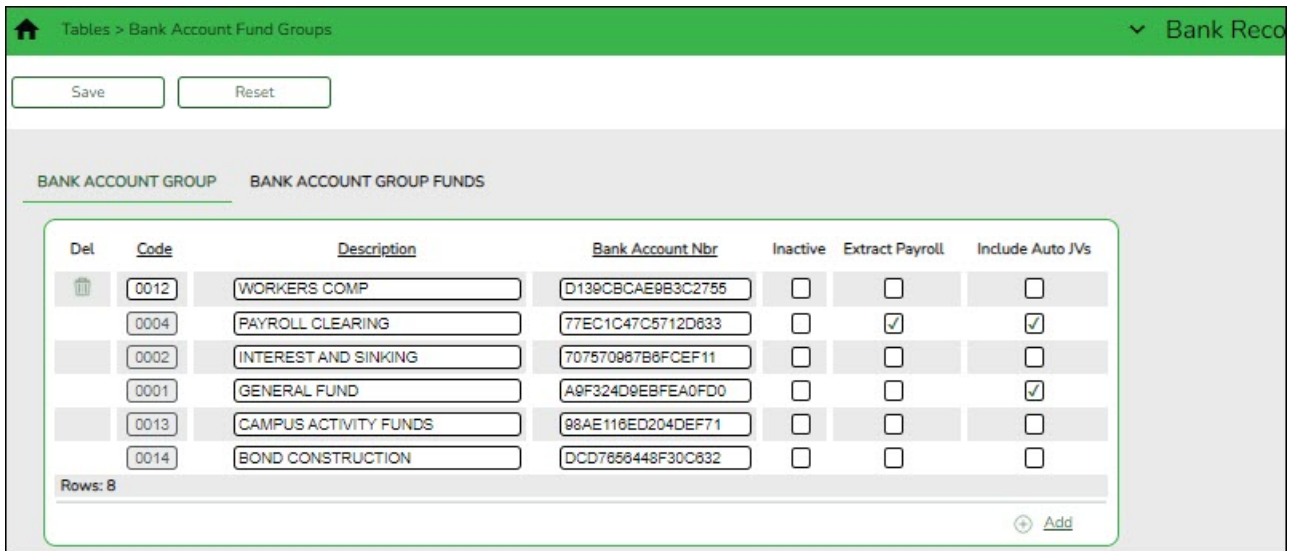 Tables > Bank Account Fund Groups
Bank Reco
Save Reset
BANK ACCOUNT GROUP BANK ACCOUNT GROUP FUNDS
Del Code Description Bank Account Nbr Inactive Extract Payroll Include Auto JVs
0012 WORKERS COMP D139CBCAE9B3C2755
0004 PAYROLL CLEARING 77EC1C47C5712D633
0002 INTEREST AND SINKING 707570967B6FCEF11
0001 GENERAL FUND A9F324D9EBFEA0FD0
0013 CAMPUS ACTIVITY FUNDS 98AE116ED204DEF71
0014 BOND CONSTRUCTION DCD7656448F30C632
Rows: 8
Add